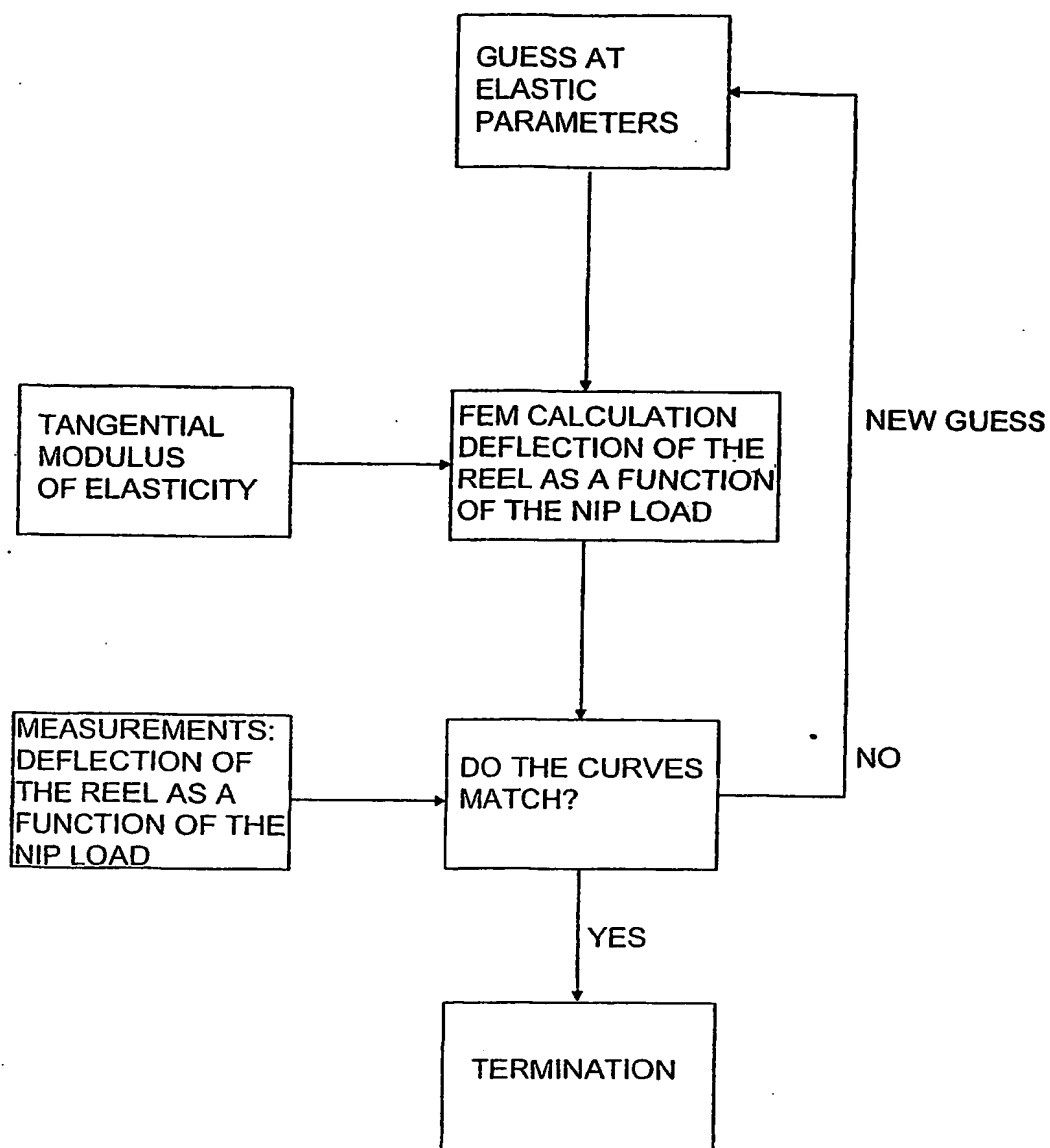 GUESS AT
ELASTIC
PARAMETERS
TANGENTIAL
MODULUS
OF ELASTICITY
FEM CALCULATION
DEFLECTION OF THE
REEL AS A FUNCTION
OF THE NIP LOAD
NEW GUESS
MEASUREMENTS:
DEFLECTION OF
THE REEL AS A
FUNCTION OF THE
NIP LOAD
DO THE CURVES
MATCH?
NO
YES
TERMINATION